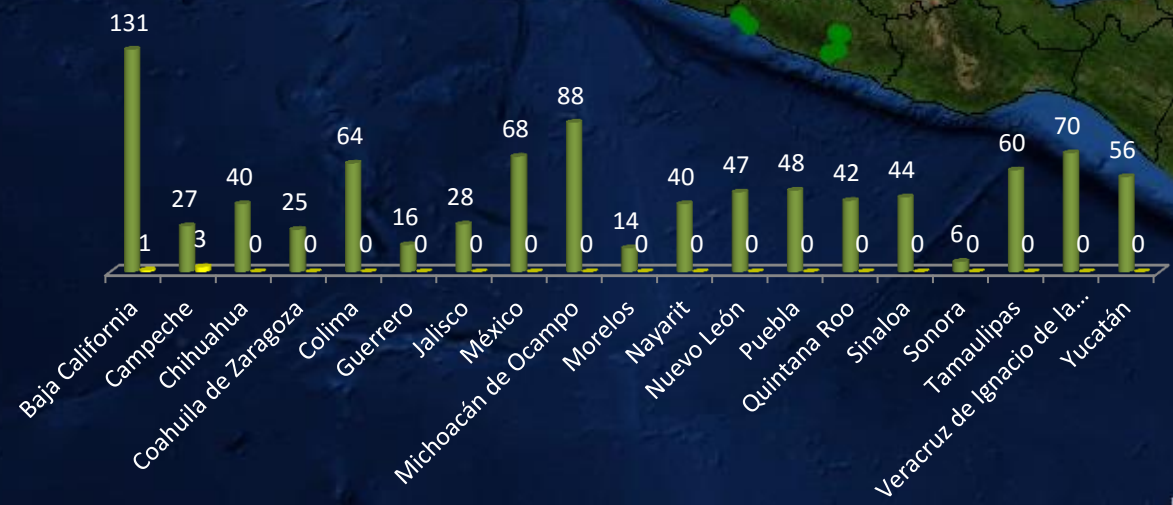 131
1
27
3
40
0
25
0
64
0
16
0
28
0
68
0
88
0
14
0
40
0
47
0
48
0
42
0
44
0
6
0
60
0
70
0
56
0
Baja California
Campeche
Chihuahua
Coahuila de Zaragoza
Colima
Guerrero
Jalisco
México
Michoacán de Ocampo
Morelos
Nayarit
Nuevo León
Puebla
Quintana Roo
Sinaloa
Sonora
Tamaulipas
Veracruz de Ignacio de la...
Yucatán